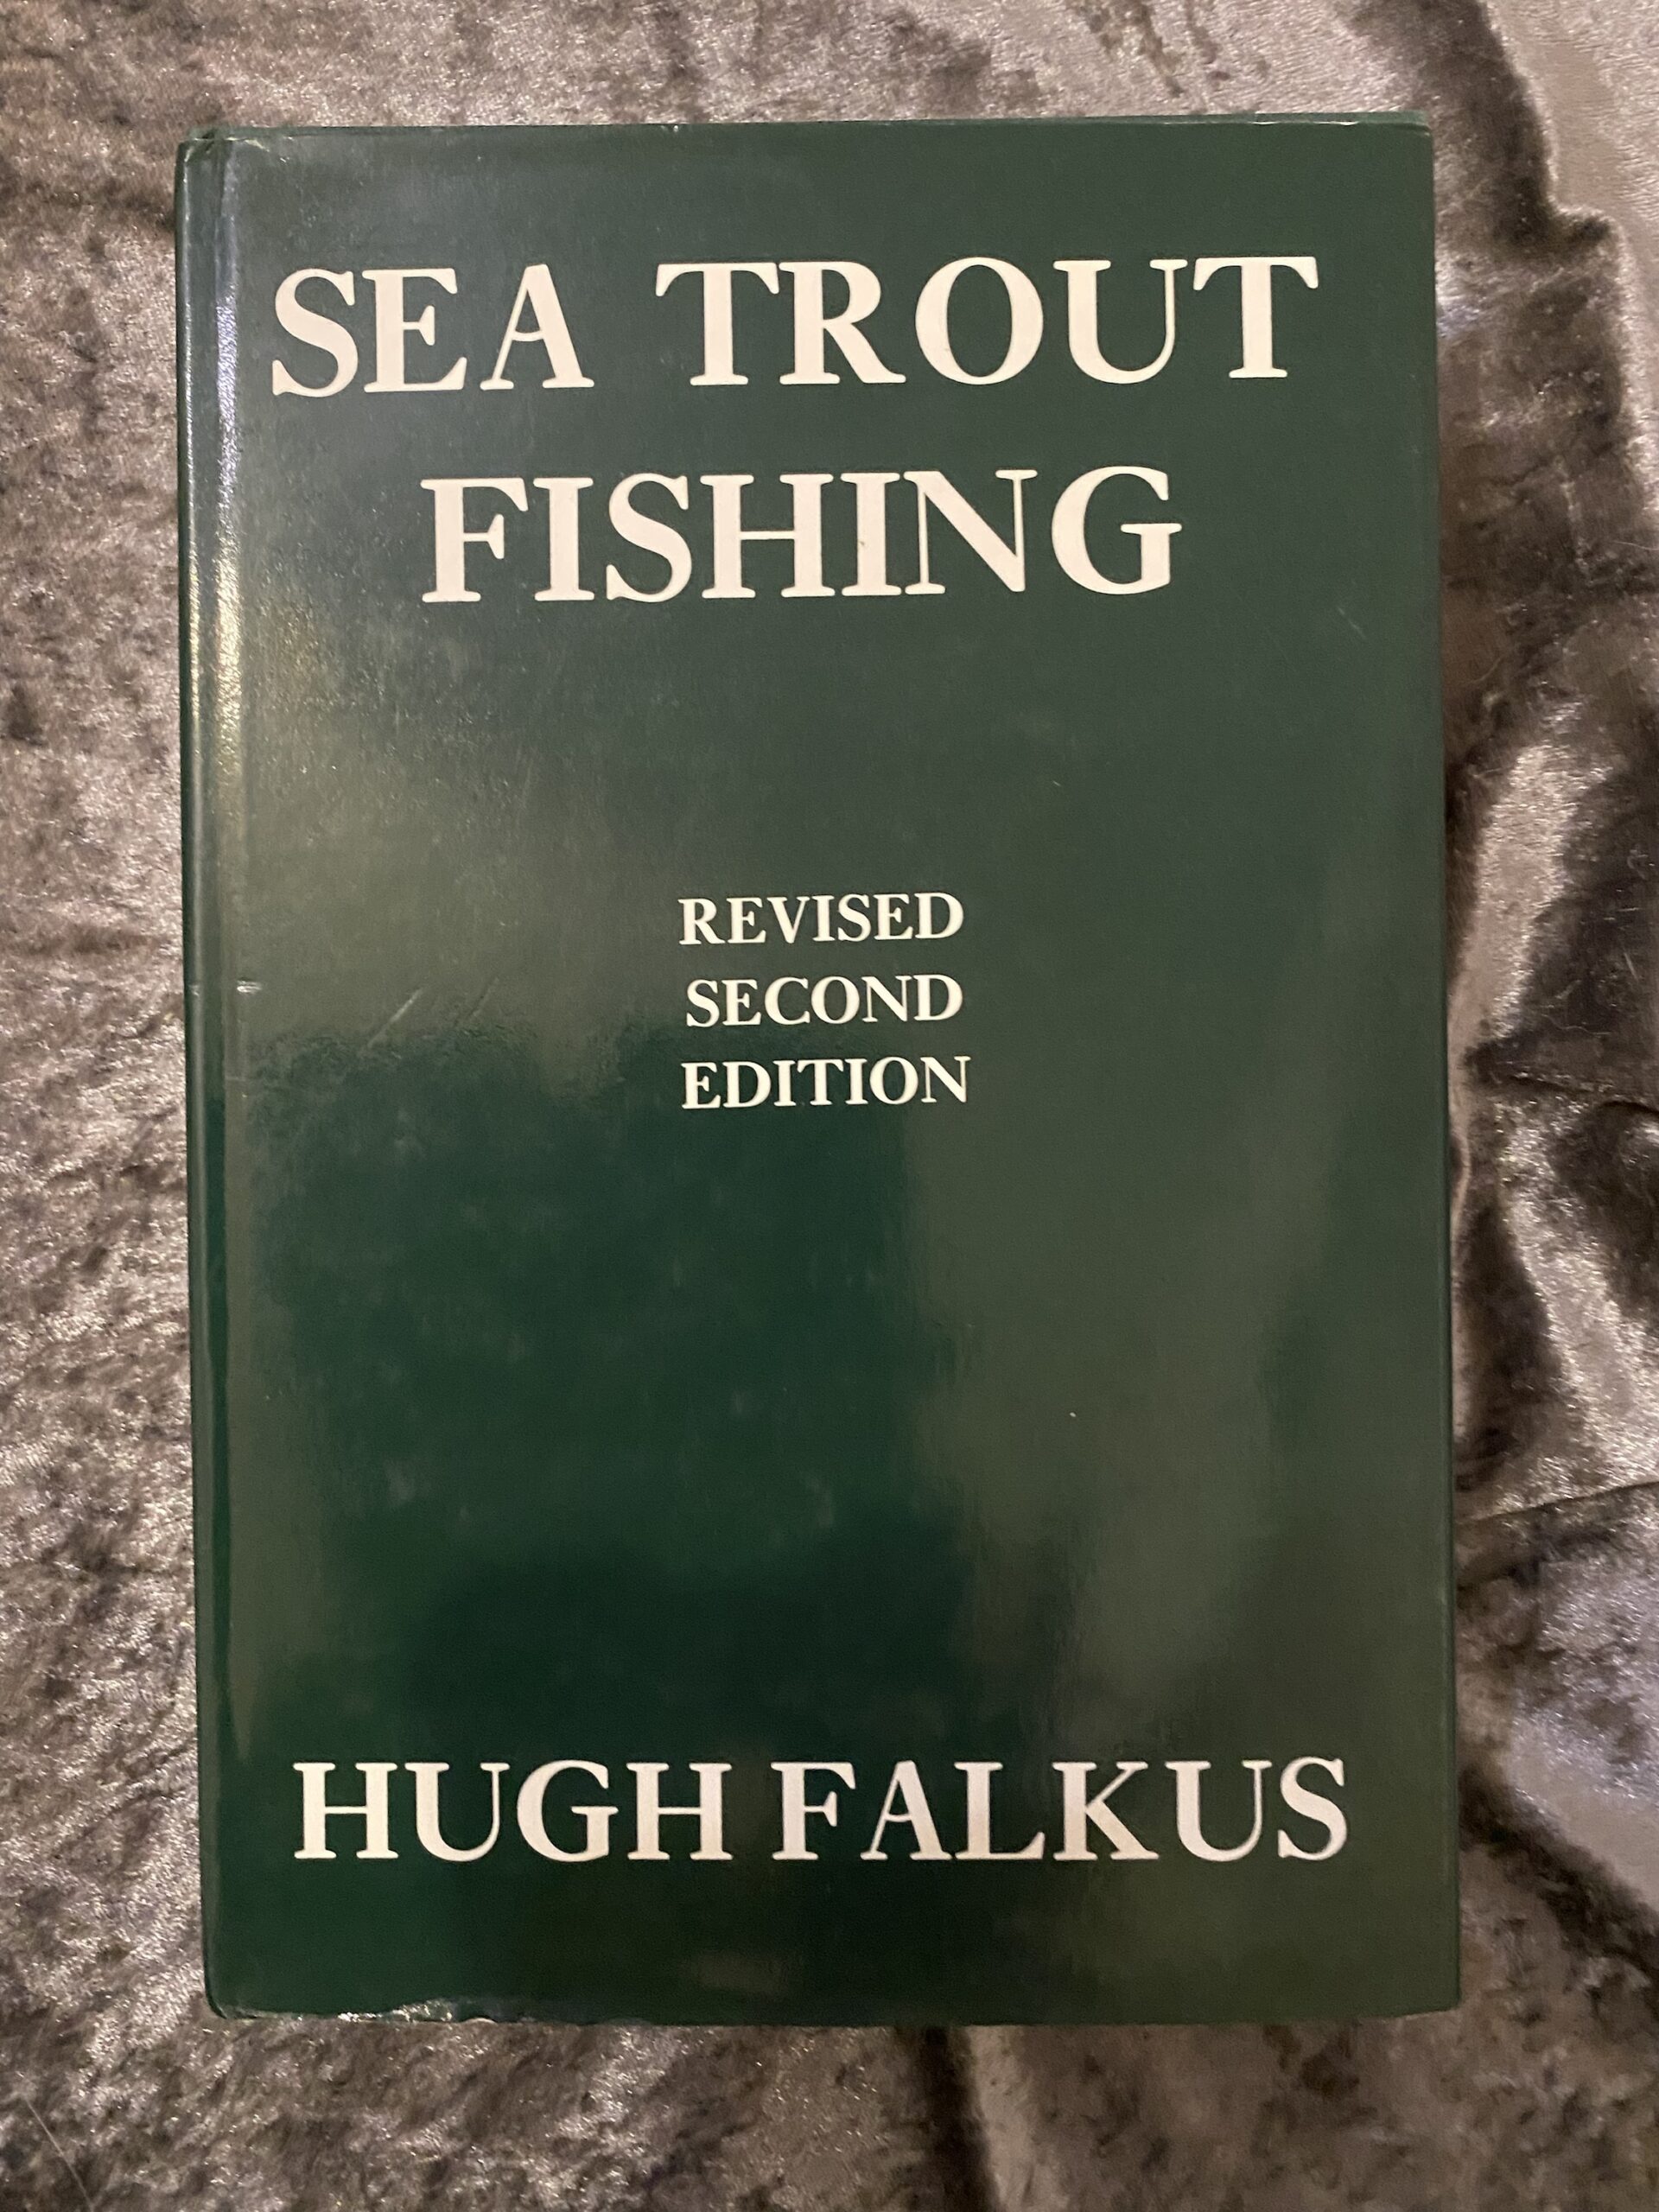 SEA TROUT
FISHING
REVISED
SECOND
EDITION
HUGH FALKUS